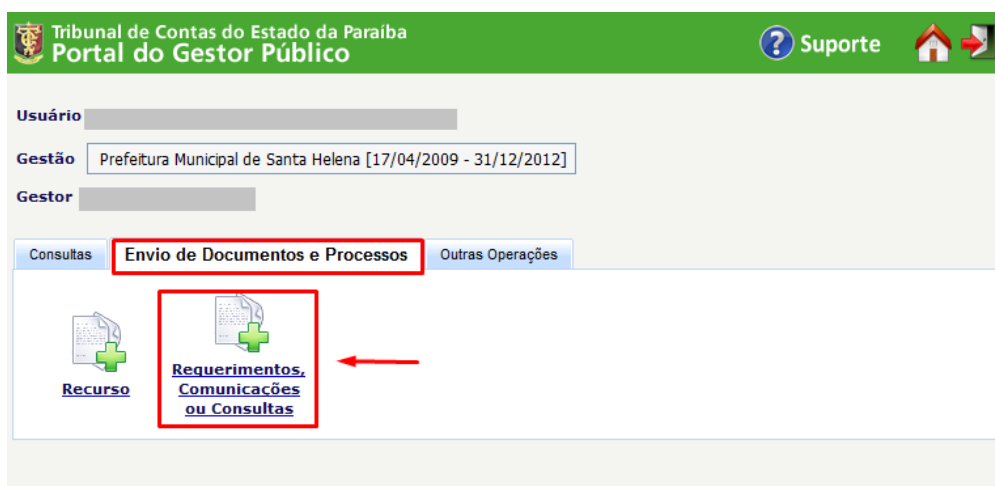 Tribunal de Contas do Estado da Paraíba
Portal do Gestor Público
? Suporte
Usuário
Gestão Prefeitura Municipal de Santa Helena [17/04/2009 - 31/12/2012]
Gestor
Consultas Envio de Documentos e Processos Outras Operações
Recurso
Requerimentos,
Comunicações
ou Consultas